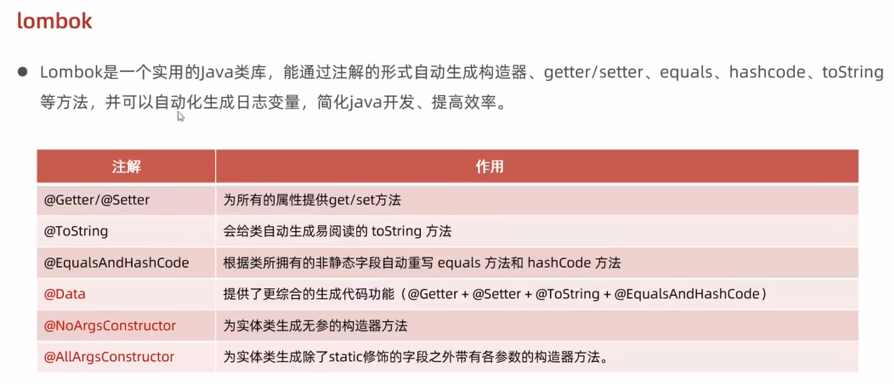 lombok
● Lombok是一个实用的Java类库，能通过注解的形式自动生成构造器、getter/setter、equals、hashcode、toString
等方法，并可以自动化生成日志变量，简化java开发、提高效率。
注解 作用
@Getter/@Setter 为所有的属性提供get/set方法
@ToString 会给类自动生成易阅读的 toString 方法
@EqualsAndHashCode 根据类所拥有的非静态字段自动重写 equals 方法和 hashCode 方法
@Data 提供了更综合的生成代码功能（@Getter + @Setter + @ToString + @EqualsAndHashCode）
@NoArgsConstructor 为实体类生成无参的构造器方法
@AllArgsConstructor 为实体类生成除了static修饰的字段之外带有各参数的构造器方法。